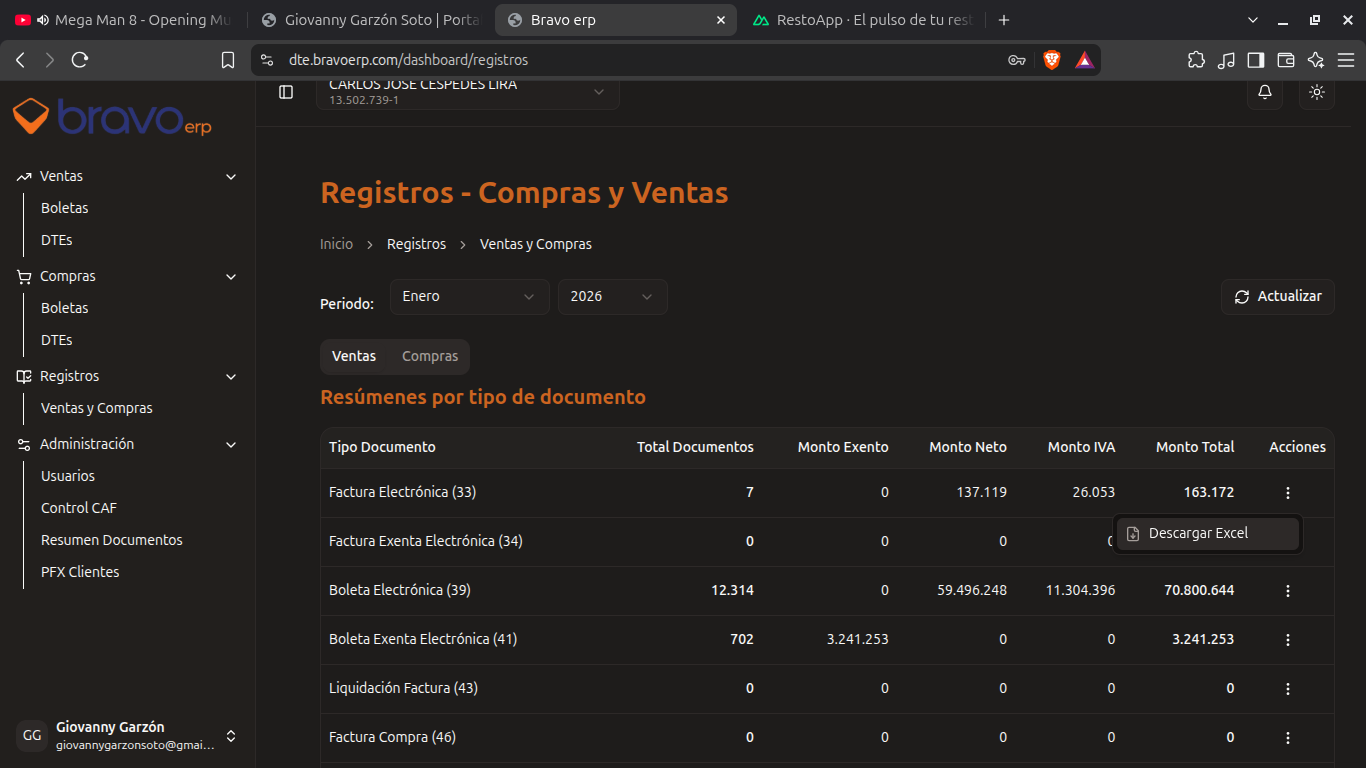 Mega Man 8 - Opening Mu
Giovanny Garzón Soto | Porta
Bravo erp
RestoApp · El pulso de tu rest
dte.bravoerp.com/dashboard/registros
bravo erp
CARLOS JOSE CESPEDES LIRA
13.502.739-1
Ventas
Boletas
DTEs
Compras
Boletas
DTEs
Registros
Ventas y Compras
Administración
Usuarios
Control CAF
Resumen Documentos
PFX Clientes
GG
Giovanny Garzón
giovannygarzonsoto@gmai...
Registros - Compras y Ventas
Inicio > Registros > Ventas y Compras
Periodo: Enero 2026 Actualizar
Ventas Compras
Resúmenes por tipo de documento
Tipo Documento Total Documentos Monto Exento Monto Neto Monto IVA Monto Total Acciones
Factura Electrónica (33) 7 0 137.119 26.053 163.172
Descargar Excel
Factura Exenta Electrónica (34) 0 0 0 0
Boleta Electrónica (39) 12.314 0 59.496.248 11.304.396 70.800.644
Boleta Exenta Electrónica (41) 702 3.241.253 0 0 3.241.253
Liquidación Factura (43) 0 0 0 0 0
Factura Compra (46) 0 0 0 0 0